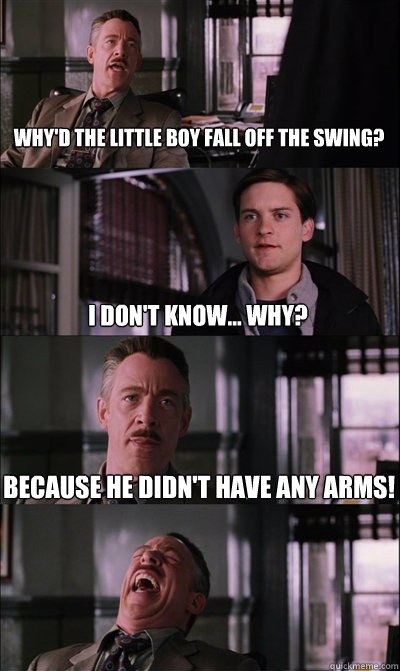 WHY'D THE LITTLE BOY FALL OFF THE SWING?
I DON'T KNOW... WHY?
BECAUSE HE DIDN'T HAVE ANY ARMS!
quickmeme.com